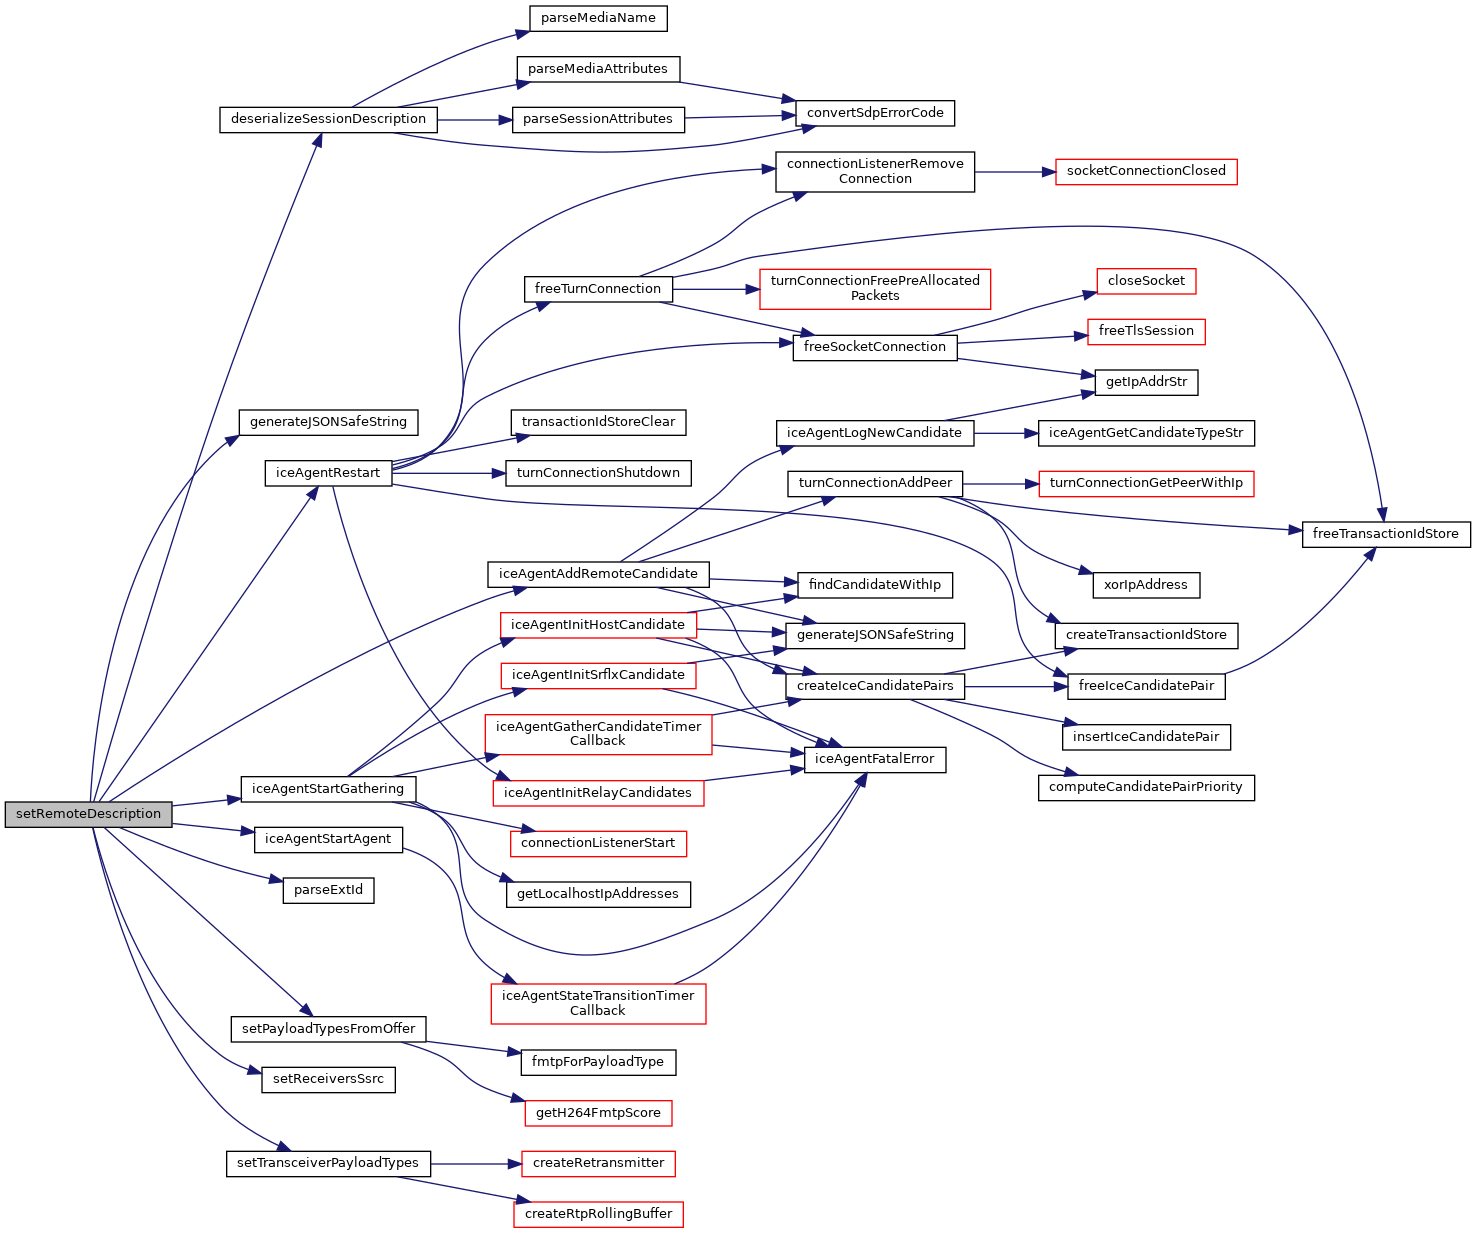 parseMediaName
parseMediaAttributes
convertSdpErrorCode
deserializeSessionDescription
parseSessionAttributes
connectionListenerRemove
Connection
socketConnectionClosed
freeTurnConnection
turnConnectionFreePreAllocated
Packets
closeSocket
freeTlsSession
freeSocketConnection
getIpAddrStr
generateJSONSafeString
transactionIdStoreClear
iceAgentLogNewCandidate
iceAgentGetCandidateTypeStr
iceAgentRestart
turnConnectionShutdown
turnConnectionAddPeer
turnConnectionGetPeerWithIp
freeTransactionIdStore
iceAgentAddRemoteCandidate
findCandidateWithIp
xorIpAddress
iceAgentInitHostCandidate
generateJSONSafeString
createTransactionIdStore
iceAgentInitSrflxCandidate
createIceCandidatePairs
freeIceCandidatePair
iceAgentGatherCandidateTimer
Callback
insertIceCandidatePair
iceAgentFatalError
iceAgentStartGathering
iceAgentInitRelayCandidates
computeCandidatePairPriority
setRemoteDescription
iceAgentStartAgent
connectionListenerStart
parseExtId
getLocalhostIpAddresses
iceAgentStateTransitionTimer
Callback
setPayloadTypesFromOffer
fmtpForPayloadType
setReceiversSsrc
getH264FmtpScore
setTransceiverPayloadTypes
createRetransmitter
createRtpRollingBuffer